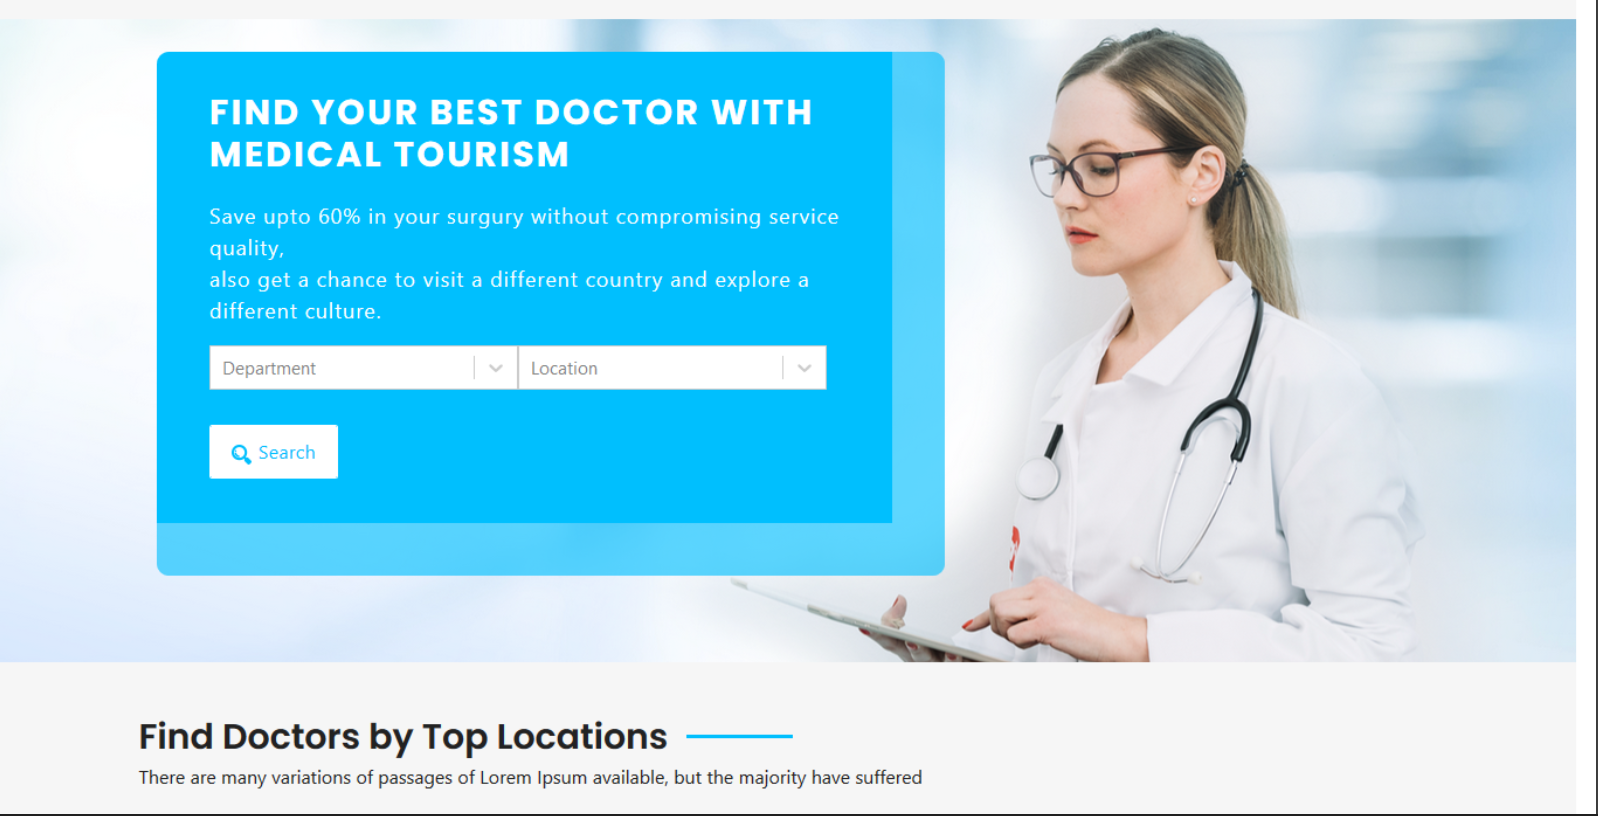 FIND YOUR BEST DOCTOR WITH
MEDICAL TOURISM
Save upto 60% in your surgury without compromising service
quality,
also get a chance to visit a different country and explore a
different culture.
Department
Location
Search
Find Doctors by Top Locations
There are many variations of passages of Lorem Ipsum available, but the majority have suffered